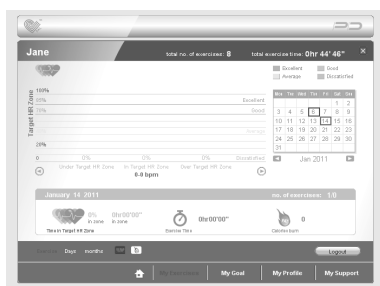 Jane total no. of exercises: 8 total exercise time: 0hr 44' 46" ×
Excellent Good
Average Dissatisfied
Target HR Zone
100%
Excellent
Good
Average
20%
0 0% 0% 0% Dissatisfied
Under Target HR Zone In Target HR Zone Over Target HR Zone
0-0 bpm
Mon Tue Wed Thu Fri Sat Sun
1 2
3 4 5 6 7 8 9
10 11 12 13 14 15 16
17 18 19 20 21 22 23
24 25 26 27 28 29 30
31
Jan 2011
January 14 2011 no. of exercises: 1/0
0% in zone 0hr00'00" in zone 0hr00'00" 0
Time in Target HR Zone Exercise Time Calories Burn
Days months Logout
My Goal My Profile My Support